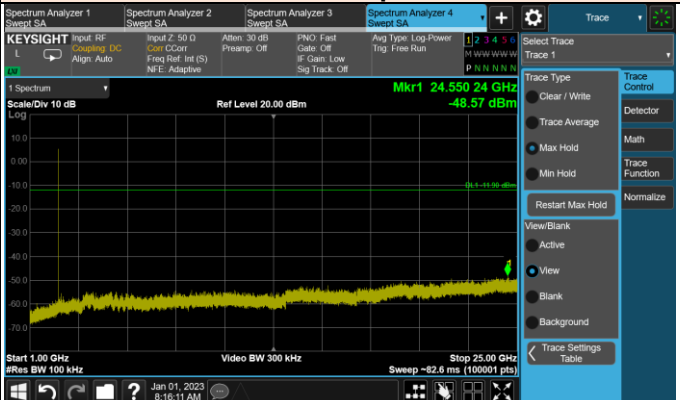 Spectrum Analyzer 1
Swept SA
Spectrum Analyzer 2
Swept SA
Spectrum Analyzer 3
Swept SA
Spectrum Analyzer 4
Swept SA
+
Trace
KEYSIGHT
L
LXI
Input: RF
Coupling: DC
Align: Auto
Input Z: 50 Ω
Corr CCorr
Freq Ref: Int (S)
NFE: Adaptive
Atten: 30 dB
Preamp: Off
PNO: Fast
Gate: Off
IF Gain: Low
Sig Track: Off
Avg Type: Log-Power
Trig: Free Run
1 2 3 4 5 6
M W W W W W
P N N N N N
Select Trace
Trace 1
1 Spectrum
Scale/Div 10 dB
Log
Ref Level 20.00 dBm
Mkr1 24.550 24 GHz
-48.57 dBm
10.0
0.00
-10.0
-20.0
-30.0
-40.0
-50.0
-60.0
-70.0
DL1 -11.90 dBm
Start 1.00 GHz
#Res BW 100 kHz
Video BW 300 kHz
Stop 25.00 GHz
Sweep ~82.6 ms (100001 pts)
Trace Type
Clear / Write
Trace Average
Max Hold
Min Hold
Restart Max Hold
View/Blank
Active
View
Blank
Background
Trace Settings
Table
Trace
Control
Detector
Math
Trace
Function
Normalize
?
Jan 01, 2023
8:16:11 AM